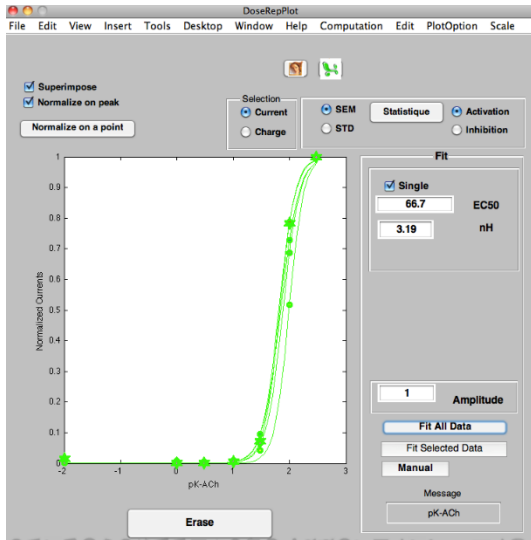 DoseRepPlot
File Edit View Insert Tools Desktop Window Help Computation Edit PlotOption Scale
Superimpose
Normalize on peak
Normalize on a point
Selection
Current
Charge
SEM
STD
Statistique
Activation
Inhibition
Fit
Single
66.7 EC50
3.19 nH
1 Amplitude
Fit All Data
Fit Selected Data
Manual
Message
pK-ACh
Normalized Currents
1
0.9
0.8
0.7
0.6
0.5
0.4
0.3
0.2
0.1
0
-2 -1 0 1 2 3
pK-ACh
Erase